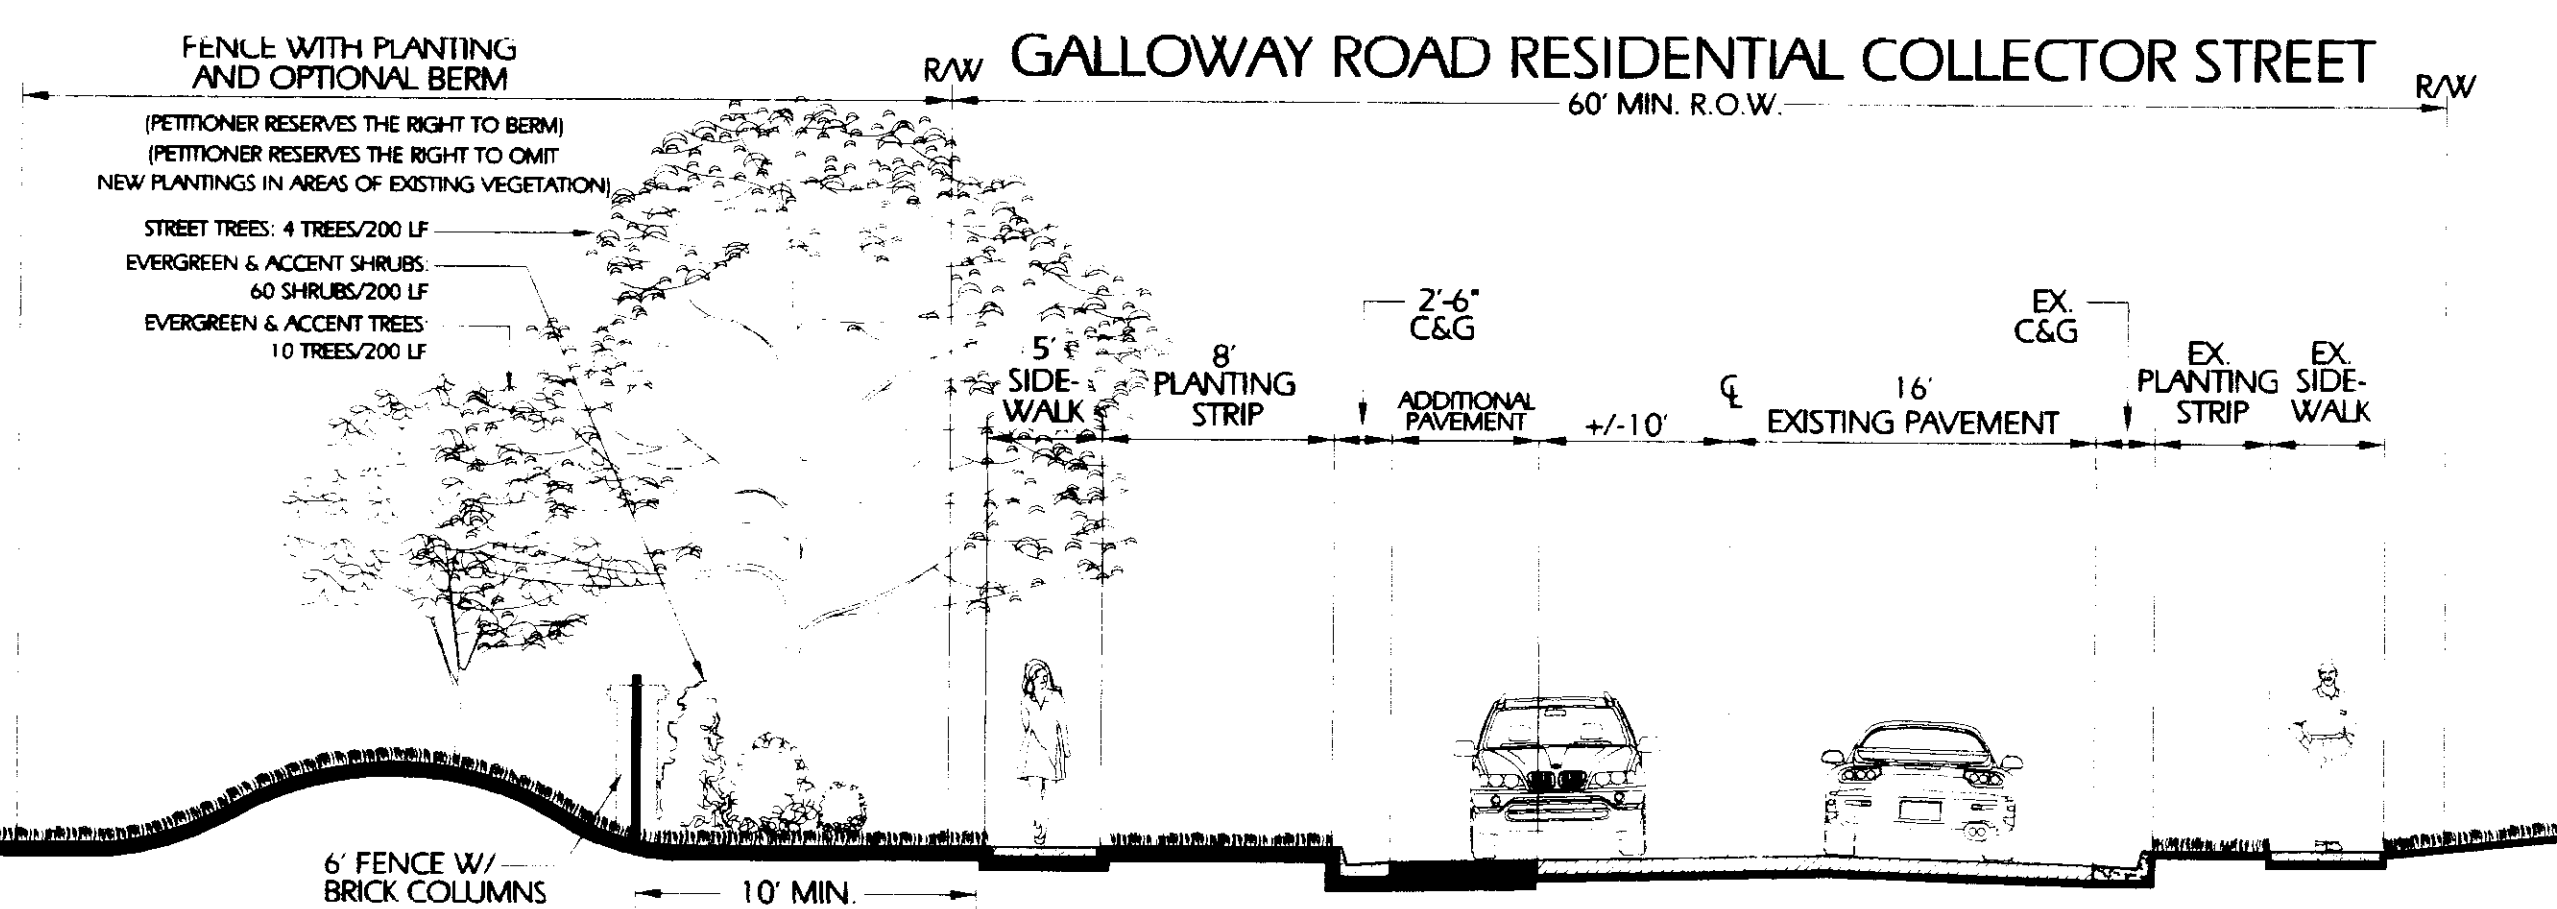 FENCE WITH PLANTING
AND OPTIONAL BERM
R/W
GALLOWAY ROAD RESIDENTIAL COLLECTOR STREET
R/W
60' MIN. R.O.W.
(PETITIONER RESERVES THE RIGHT TO BERM)
(PETITIONER RESERVES THE RIGHT TO OMIT
NEW PLANTINGS IN AREAS OF EXISTING VEGETATION)
STREET TREES: 4 TREES/200 LF
EVERGREEN & ACCENT SHRUBS:
60 SHRUBS/200 LF
EVERGREEN & ACCENT TREES
10 TREES/200 LF
5'
SIDE-
WALK
8'
PLANTING
STRIP
2'-6"
C&G
ADDITIONAL
PAVEMENT
+/-10'
℄
16'
EXISTING PAVEMENT
EX.
C&G
EX.
PLANTING
STRIP
EX.
SIDE-
WALK
6' FENCE W/
BRICK COLUMNS
10' MIN.